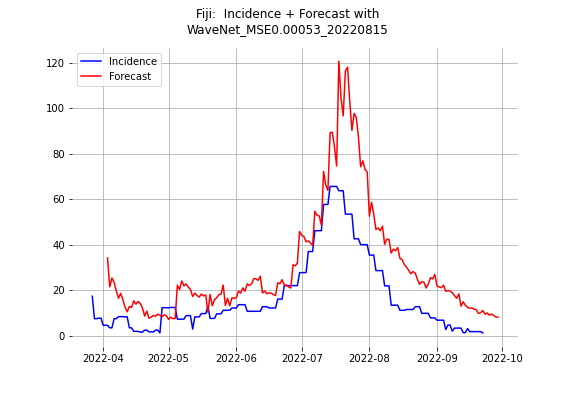 Fiji:  Incidence + Forecast with
WaveNet_MSE0.00053_20220815
Incidence
Forecast
120
100
80
60
40
20
0
2022-04 2022-05 2022-06 2022-07 2022-08 2022-09 2022-10